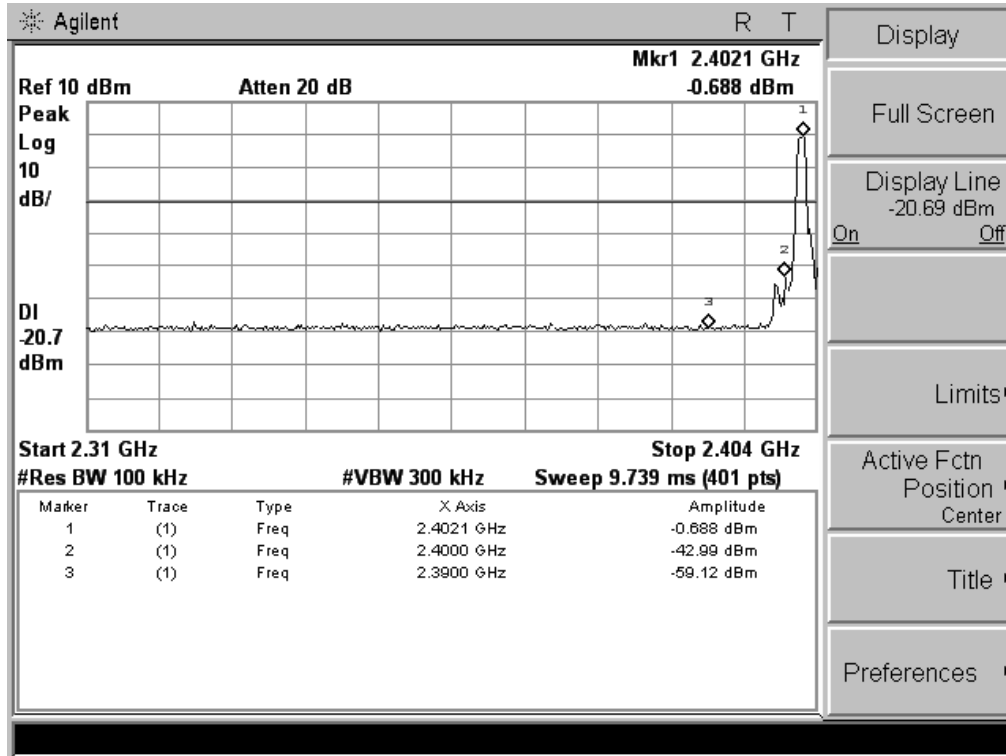 Agilent R T
Mkr1 2.4021 GHz
Ref 10 dBm Atten 20 dB -0.688 dBm
Peak
Log
10
dB/
1
2
3
DI
-20.7
dBm
Start 2.31 GHz Stop 2.404 GHz
#Res BW 100 kHz #VBW 300 kHz Sweep 9.739 ms (401 pts)
Marker Trace Type X Axis Amplitude
1 (1) Freq 2.4021 GHz -0.688 dBm
2 (1) Freq 2.4000 GHz -42.99 dBm
3 (1) Freq 2.3900 GHz -59.12 dBm
Display
Full Screen
Display Line
-20.69 dBm
On Off
Limits
Active Fctn
Position
Center
Title
Preferences